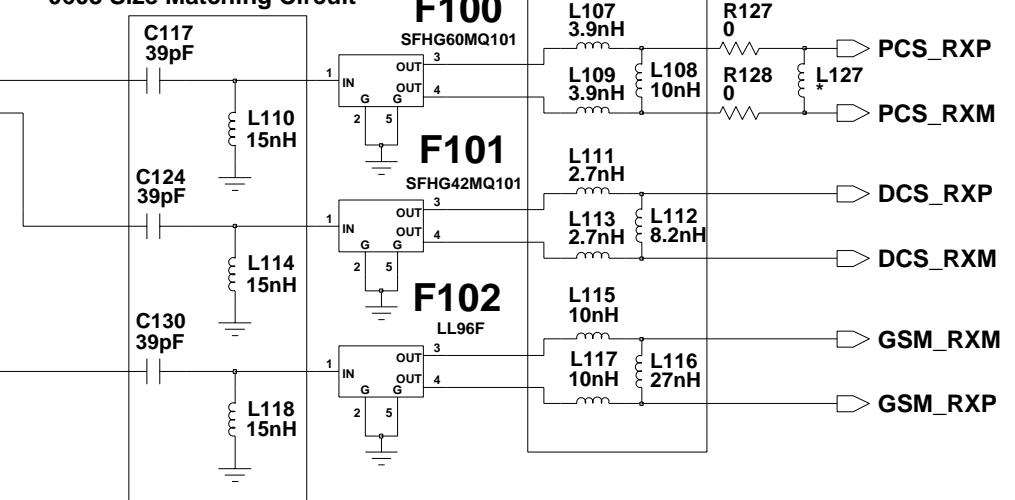 0603 Size Matching Circuit
C117
39pF
L110
15nH
F100
SFHG60MQ101
1
IN
OUT
3
OUT
4
G
G
2
5
L107
3.9nH
L109
3.9nH
L108
10nH
R127
0
R128
0
L127
*
PCS_RXP
PCS_RXM
C124
39pF
L114
15nH
F101
SFHG42MQ101
1
IN
OUT
3
OUT
4
G
G
2
5
L111
2.7nH
L113
2.7nH
L112
8.2nH
DCS_RXP
DCS_RXM
C130
39pF
L118
15nH
F102
LL96F
1
IN
OUT
3
OUT
4
G
G
2
5
L115
10nH
L117
10nH
L116
27nH
GSM_RXM
GSM_RXP